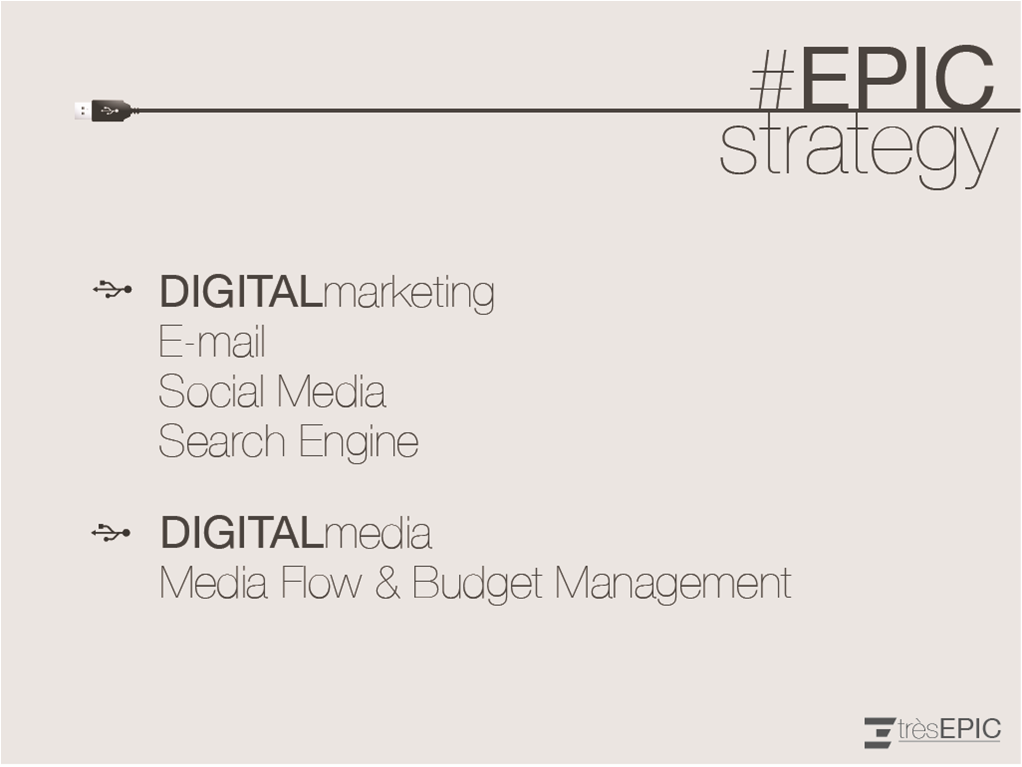 #EPIC
strategy
DIGITALmarketing
E-mail
Social Media
Search Engine
DIGITALmedia
Media Flow & Budget Management
trèsEPIC